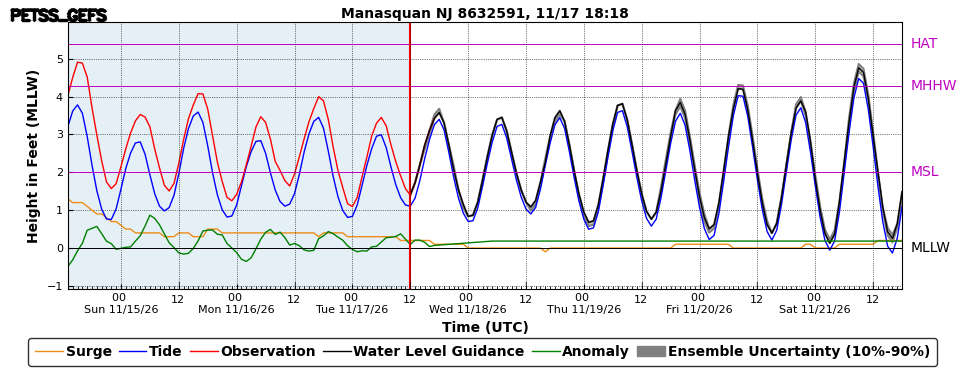 PETSS_GEFS
Manasquan NJ 8632591, 11/17 18:18
Height in Feet (MLLW)
5
4
3
2
1
0
−1
HAT
MHHW
MSL
MLLW
00 12 00 12 00 12 00 12 00 12 00 12 00 12
Sun 11/15/26 Mon 11/16/26 Tue 11/17/26 Wed 11/18/26 Thu 11/19/26 Fri 11/20/26 Sat 11/21/26
Time (UTC)
Surge Tide Observation Water Level Guidance Anomaly Ensemble Uncertainty (10%-90%)